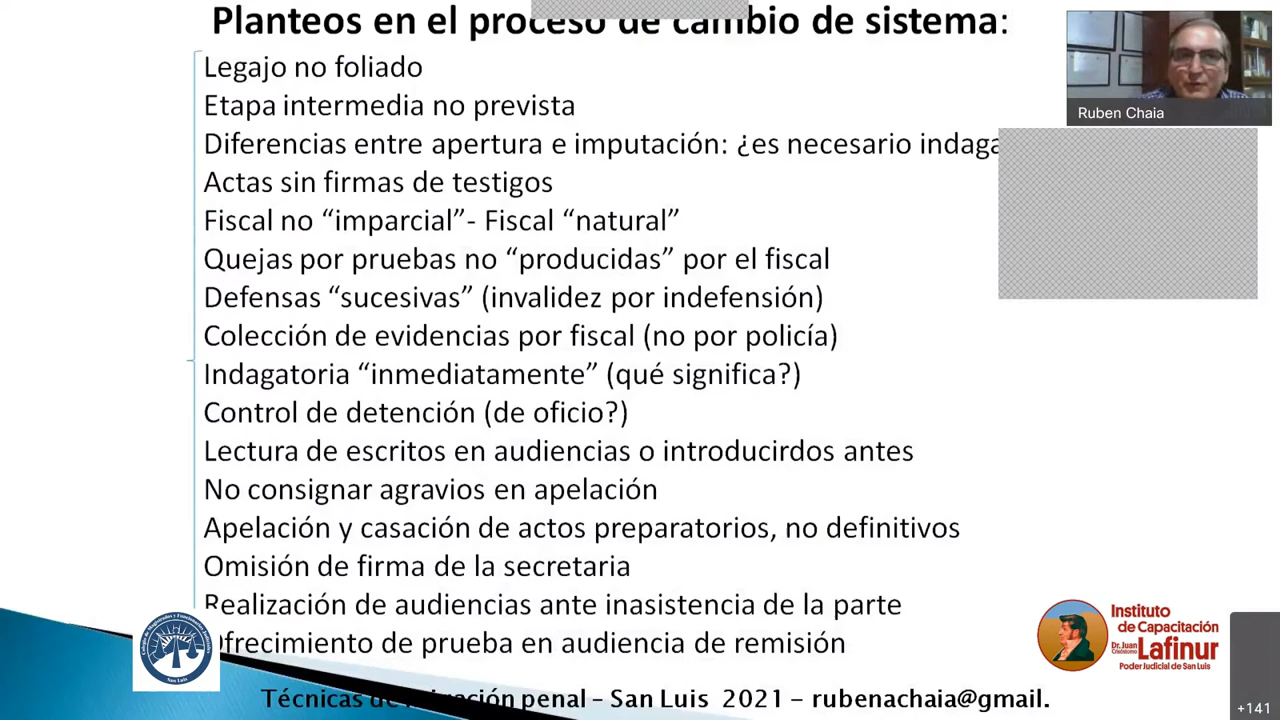 Planteos en el proceso de cambio de sistema:
Legajo no foliado
Etapa intermedia no prevista
Diferencias entre apertura e imputación: ¿es necesario
Actas sin firmas de testigos
Fiscal no “imparcial”- Fiscal “natural”
Quejas por pruebas no “producidas” por el fiscal
Defensas “sucesivas” (invalidez por indefensión)
Colección de evidencias por fiscal (no por policía)
Indagatoria “inmediatamente” (qué significa?)
Control de detención (de oficio?)
Lectura de escritos en audiencias o introducirdos antes
No consignar agravios en apelación
Apelación y casación de actos preparatorios, no definitivos
Omisión de firma de la secretaria
Realización de audiencias ante inasistencia de la parte
Ofrecimiento de prueba en audiencia de remisión
Técnicas de penal – San Luis 2021 – rubenachaia@gmail.
Ruben Chaia
San Luis
Instituto
de Capacitación
Dr. Juan Crisóstomo Lafinur
Poder Judicial de San Luis
+141